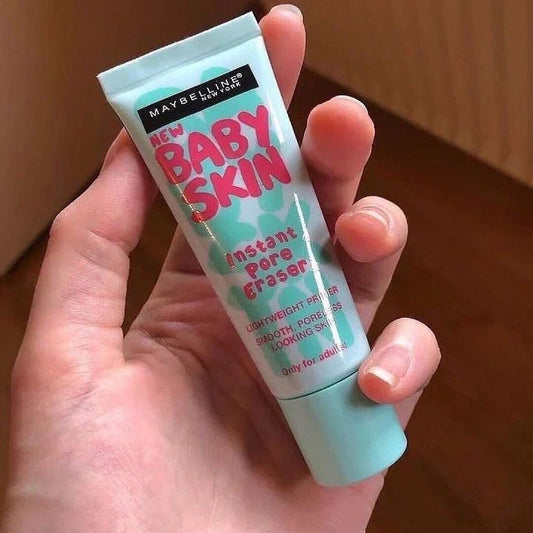 MAYBELLINE®
NEW YORK
NEW
BABY
SKIN
Instant
Pore
Eraser
LIGHTWEIGHT PRIMER
SMOOTH, PORELESS
LOOKING SKIN
Only for adults!